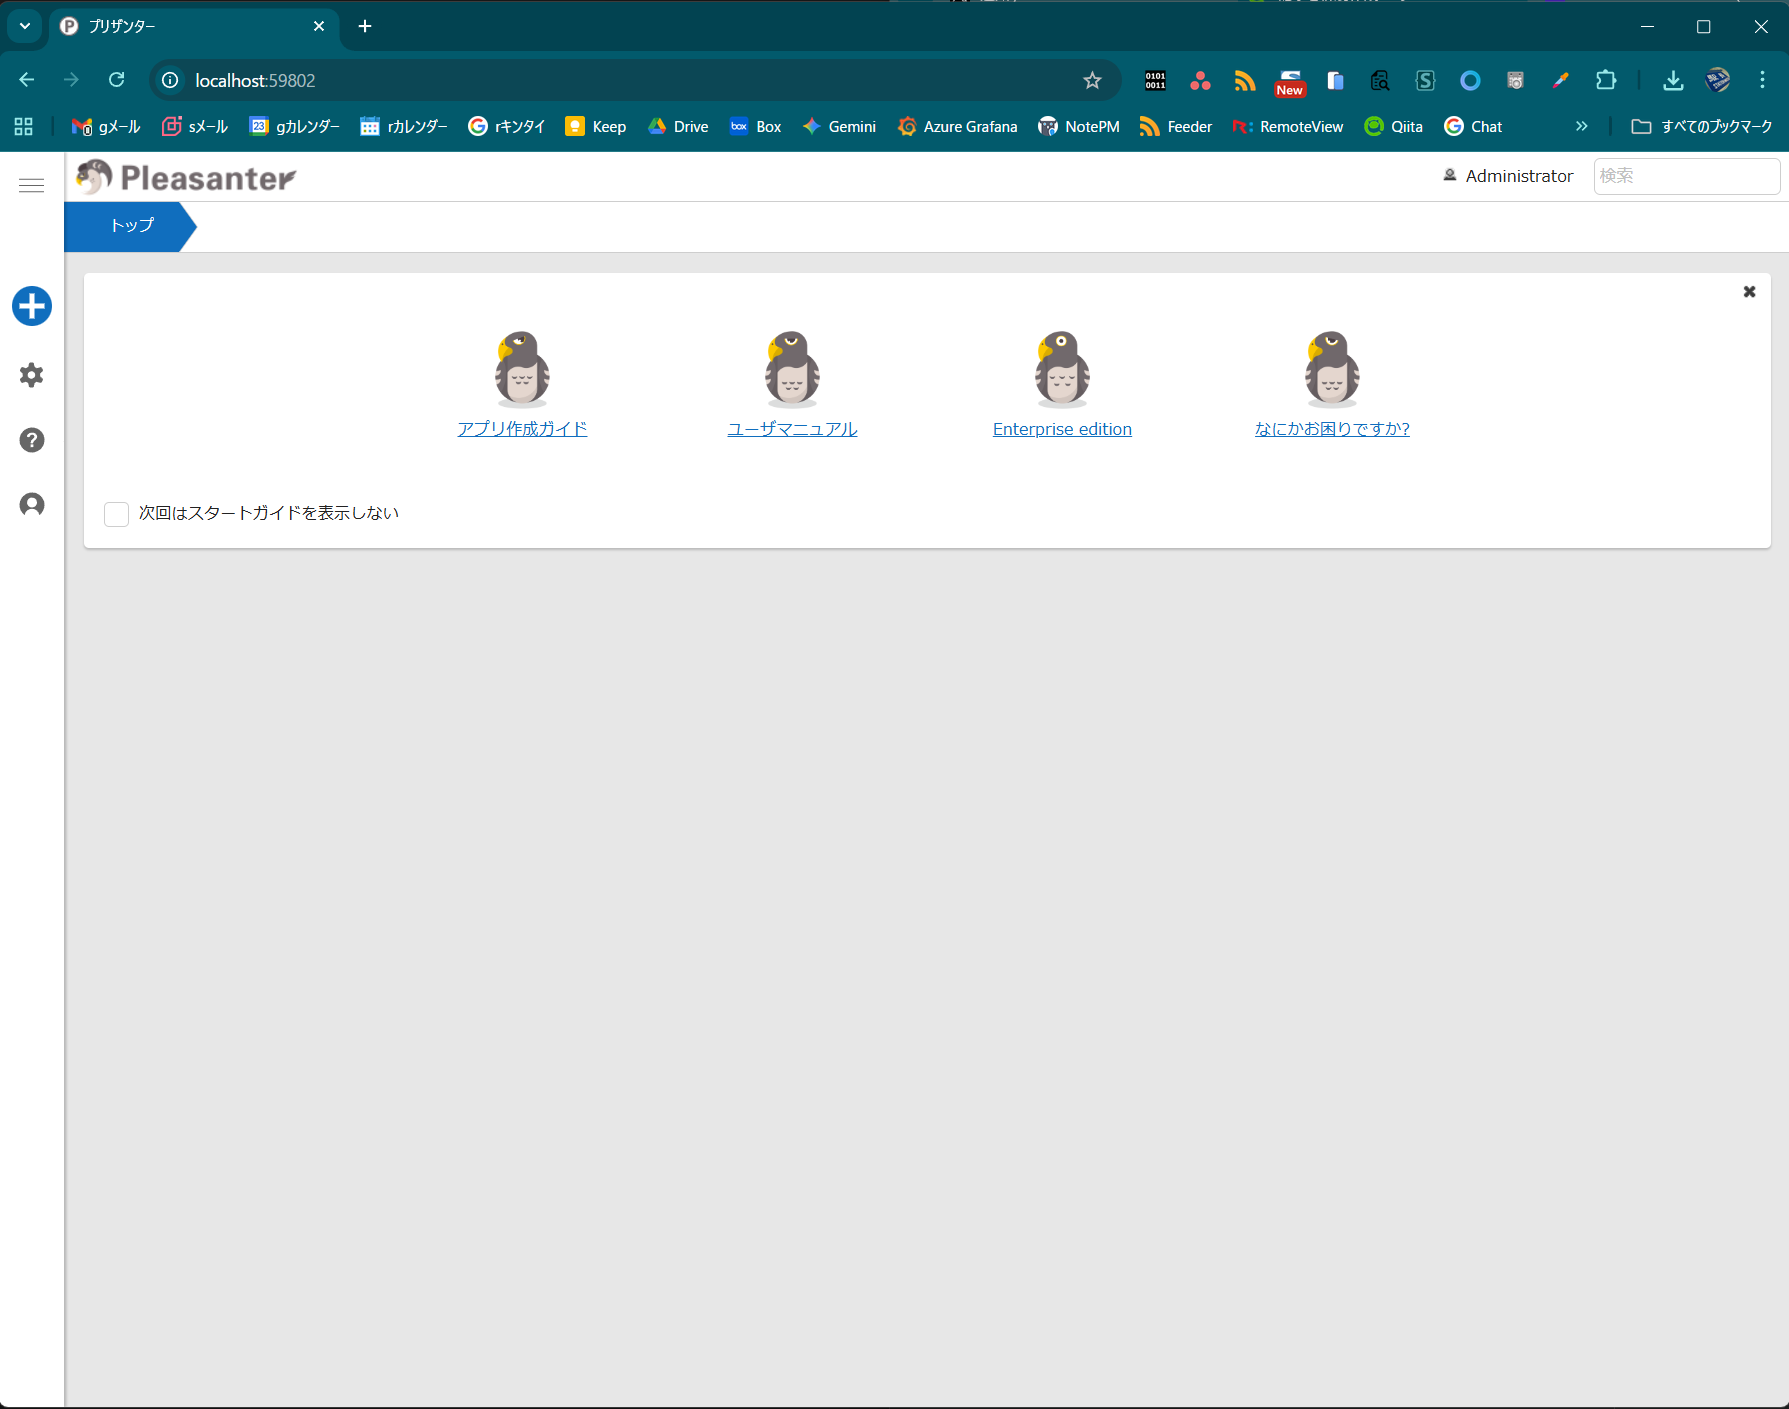 プリザンター
localhost:59802
New
gメール sメール gカレンダー rカレンダー rキンタイ Keep Drive Box Gemini Azure Grafana NotePM Feeder RemoteView Qiita Chat すべてのブックマーク
Pleasanter
Administrator
検索
トップ
アプリ作成ガイド
ユーザマニュアル
Enterprise edition
なにかお困りですか?
次回はスタートガイドを表示しない